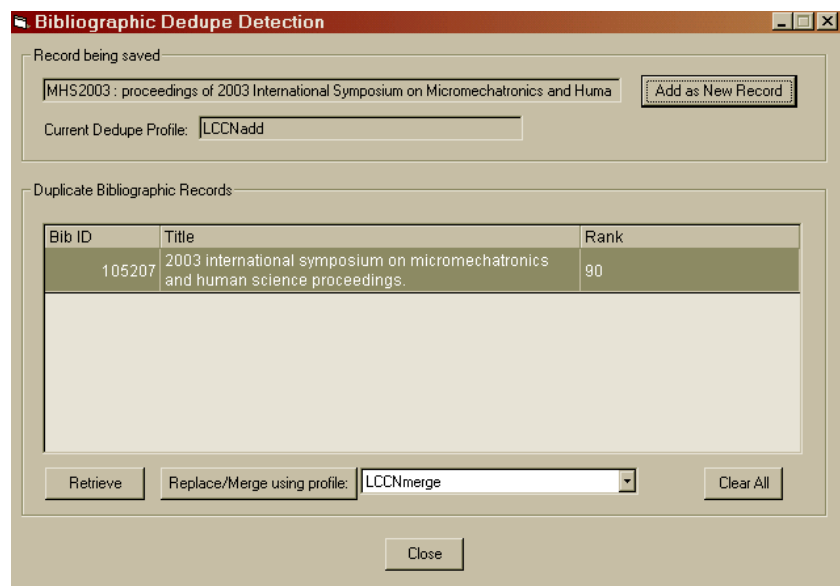 Bibliographic Dedupe Detection
Record being saved
MHS2003 : proceedings of 2003 International Symposium on Micromechatronics and Huma
Add as New Record
Current Dedupe Profile: LCCNadd
Duplicate Bibliographic Records
Bib ID Title Rank
105207 2003 international symposium on micromechatronics 90
and human science proceedings.
Retrieve Replace/Merge using profile: LCCNmerge Clear All
Close